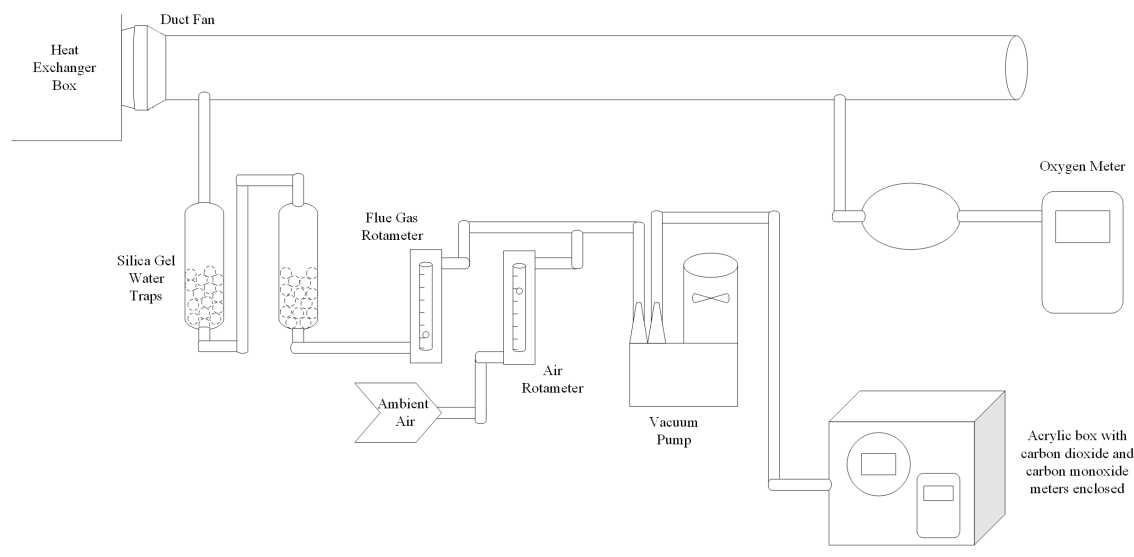 Duct Fan
Heat
Exchanger
Box
Oxygen Meter
Flue Gas
Rotameter
Silica Gel
Water
Traps
Air
Rotameter
Ambient
Air
Vacuum
Pump
Acrylic box with
carbon dioxide and
carbon monoxide
meters enclosed